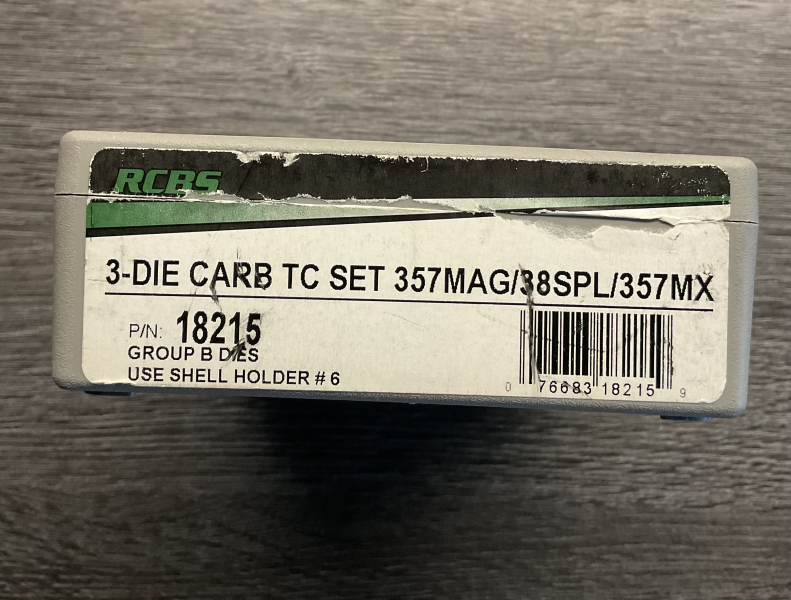 RCBS
3-DIE CARB TC SET 357MAG/38SPL/357MX
P/N: 18215
GROUP B DIES
USE SHELL HOLDER # 6
0 76683 18215 9